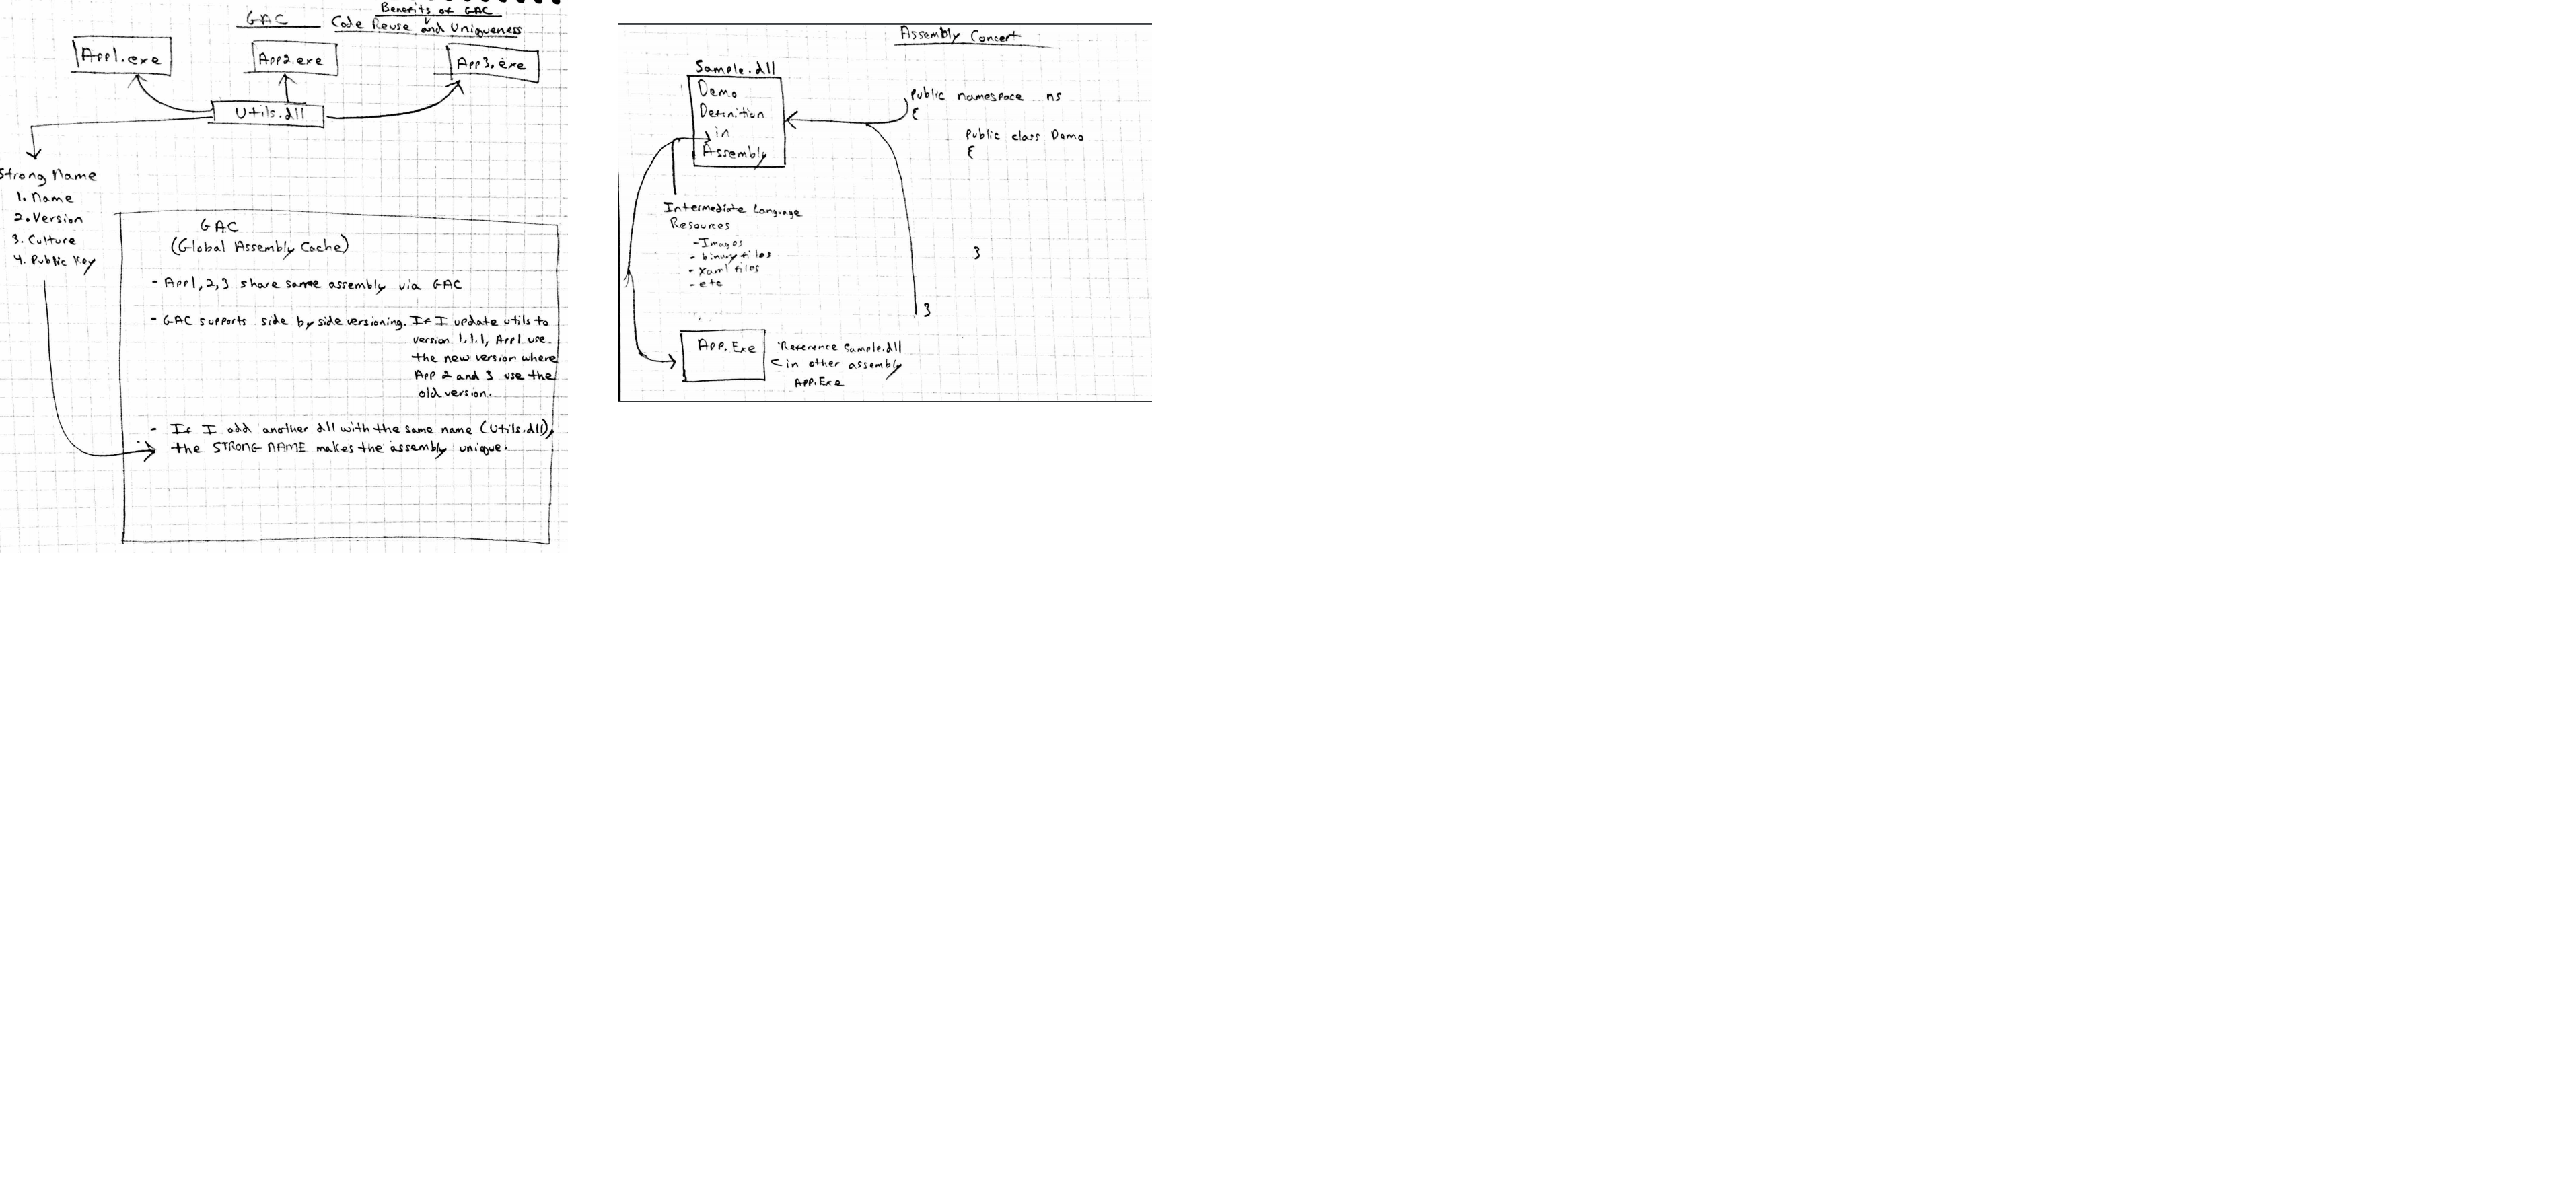 Benefits of GAC
GAC
Code Reuse and Uniqueness
App1.exe
App2.exe
App3.exe
Utils.dll
Strong Name
1. Name
2. Version
3. Culture
4. Public Key
GAC
(Global Assembly Cache)
- App1,2,3 share same assembly via GAC
- GAC supports side by side versioning. If I update utils to
version 1.1.1, App1 use
the new version where
App 2 and 3 use the
old version.
- If I add another dll with the same name (Utils.dll),
the STRONG NAME makes the assembly unique.
Assembly Concert
Sample.dll
Demo
Definition
in
Assembly
public namespace ns
{
public class Demo
{
}
}
Intermediate Language
Resources
- Images
- binary files
- xaml files
- etc
App.Exe
Reference Sample.dll
< in other assembly
App.Exe